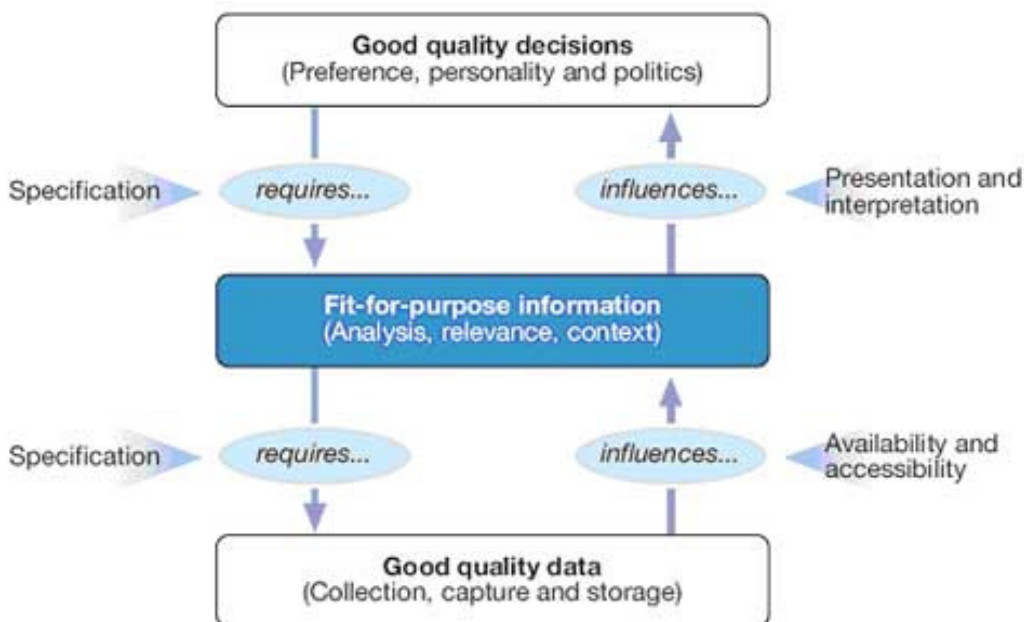 Good quality decisions
(Preference, personality and politics)
Specification
requires...
influences...
Presentation and
interpretation
Fit-for-purpose information
(Analysis, relevance, context)
Specification
requires...
influences...
Availability and
accessibility
Good quality data
(Collection, capture and storage)